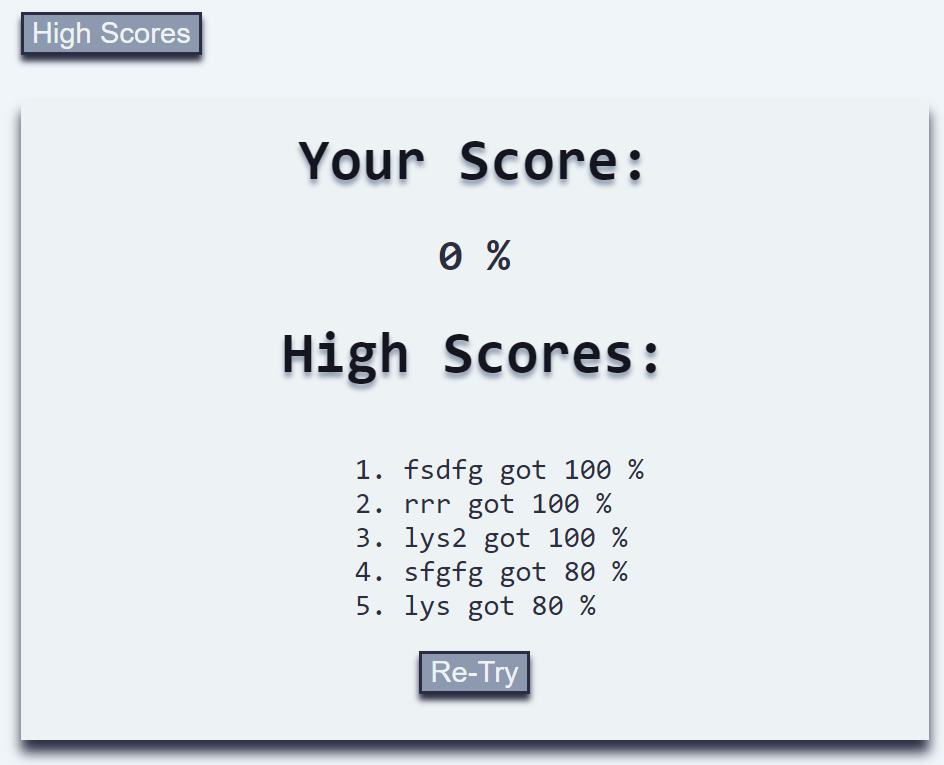 High Scores
Your Score:
0 %
High Scores:
1. fsdfg got 100 %
2. rrr got 100 %
3. lys2 got 100 %
4. sfgfg got 80 %
5. lys got 80 %
Re-Try